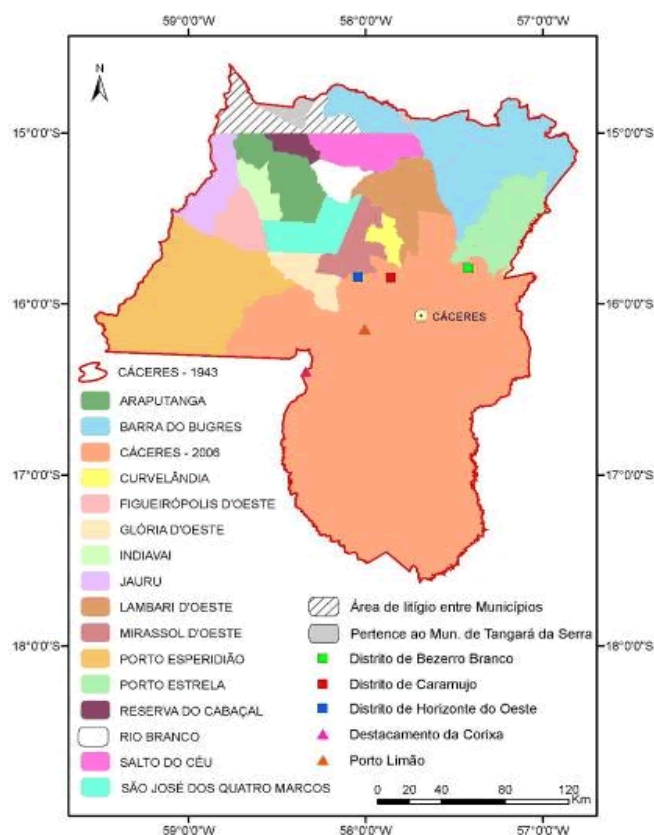 59°0'0"W 58°0'0"W 57°0'0"W
N
15°0'0"S 15°0'0"S
16°0'0"S 16°0'0"S
CÁCERES
CÁCERES - 1943
ARAPUTANGA
BARRA DO BUGRES
CÁCERES - 2006
17°0'0"S 17°0'0"S
CURVELÂNDIA
FIGUEIRÓPOLIS D'OESTE
GLÓRIA D'OESTE
INDIAVAI
JAURU
LAMBARI D'OESTE
MIRASSOL D'OESTE
18°0'0"S 18°0'0"S
PORTO ESPERIDIÃO
PORTO ESTRELA
RESERVA DO CABAÇAL
RIO BRANCO
SALTO DO CÉU
SÃO JOSÉ DOS QUATRO MARCOS
Área de litígio entre Municípios
Pertence ao Mun. de Tangará da Serra
Distrito de Bezerro Branco
Distrito de Caramujo
Distrito de Horizonte do Oeste
Destacamento da Corixa
Porto Limão
0 20 40 80 120
Km
59°0'0"W 58°0'0"W 57°0'0"W